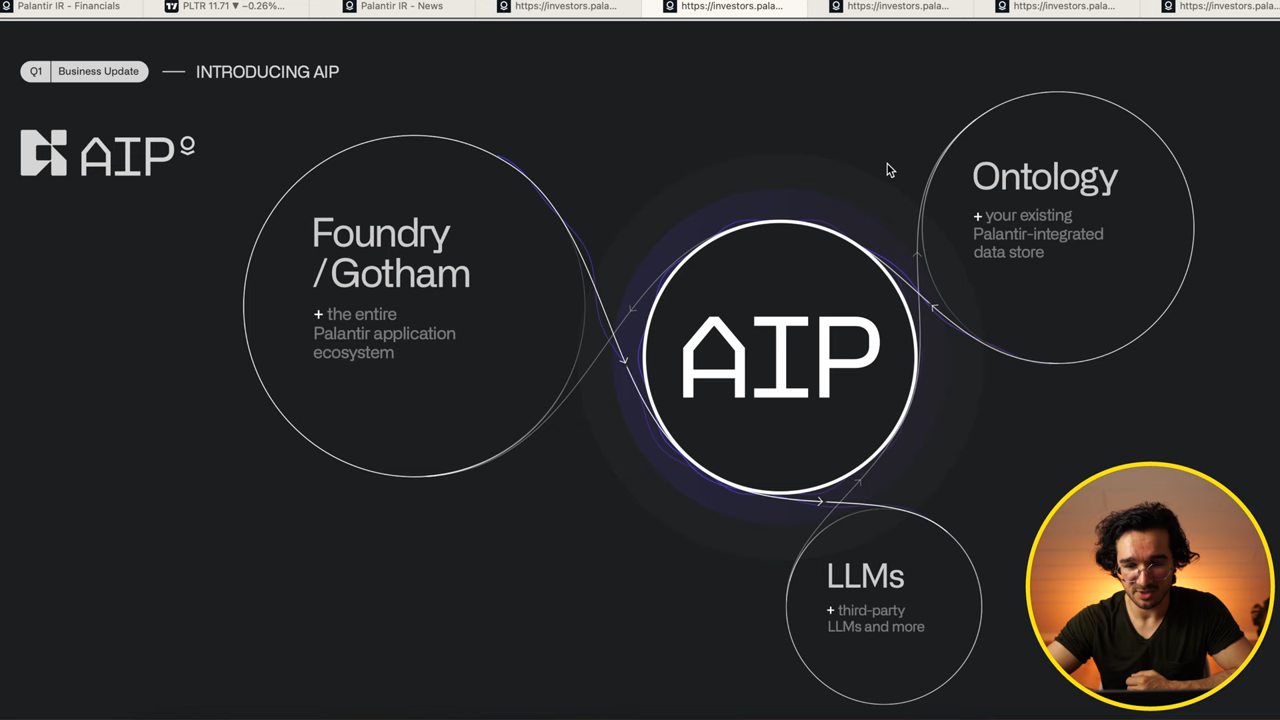 Palantir IR - Financials
PLTR 11.71 ▼ −0.26%...
Palantir IR - News
https://investors.pala...
https://investors.pala...
https://investors.pala...
https://investors.pala...
https://investors.pala...
Q1 Business Update — INTRODUCING AIP
AIP
Foundry
/Gotham
+ the entire
Palantir application
ecosystem
AIP
Ontology
+ your existing
Palantir-integrated
data store
LLMs
+ third-party
LLMs and more